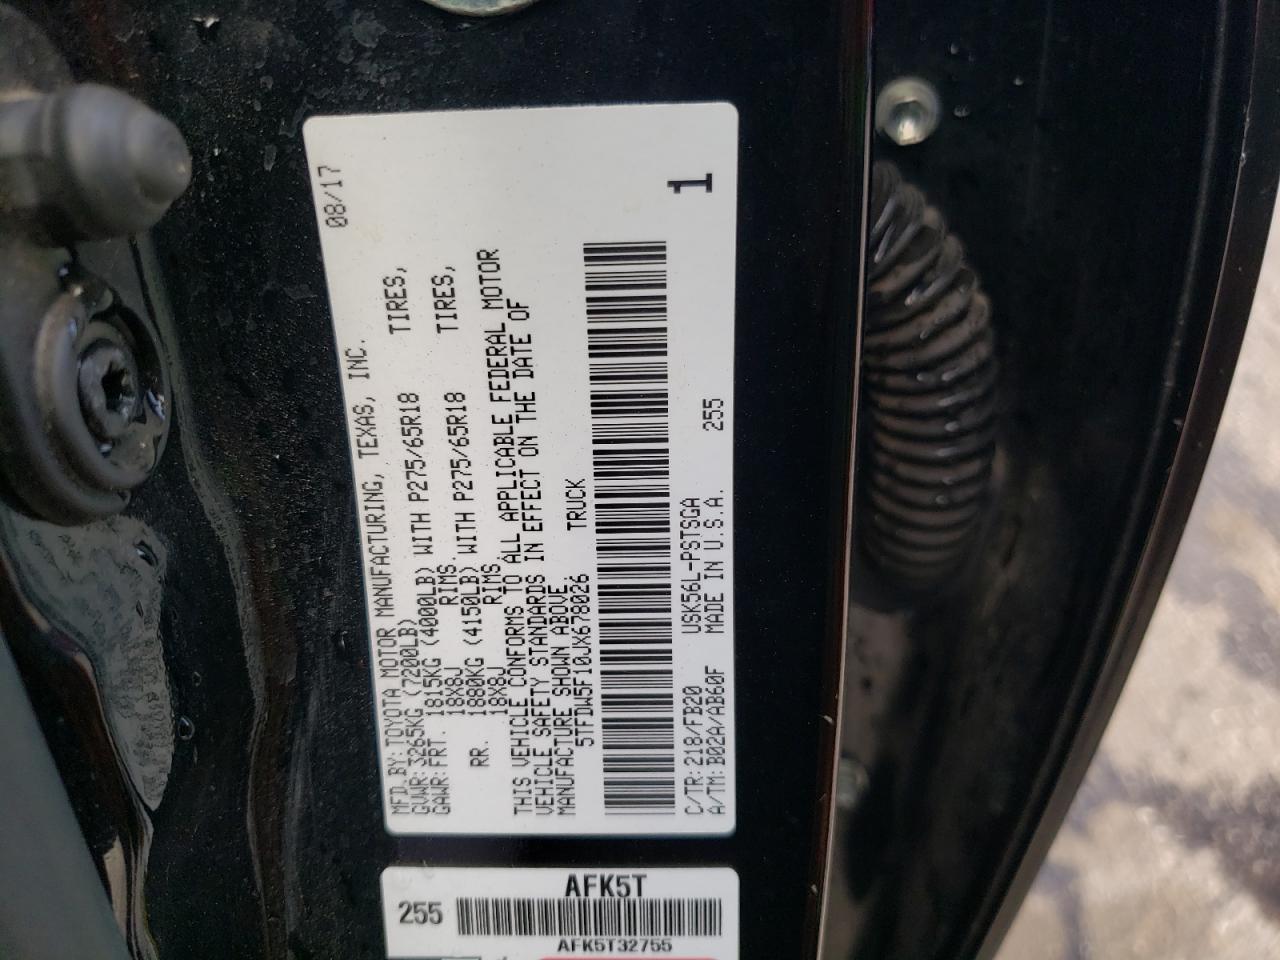 MFD.BY:TOYOTA MOTOR MANUFACTURING, TEXAS, INC. 08/17
GVWR:3265KG (7200LB)
GAWR:FRT. 1815KG (4000LB) WITH P275/65R18 TIRES,
18X8J RIMS,
RR. 1880KG (4150LB) WITH P275/65R18 TIRES,
18X8J RIMS,
THIS VEHICLE CONFORMS TO ALL APPLICABLE FEDERAL MOTOR
VEHICLE SAFETY STANDARDS IN EFFECT ON THE DATE OF
MANUFACTURE SHOWN ABOVE
5TFDW5F10JX678026 TRUCK
C/TR:218/FB20 USK56L-PSTSGA
A/TM:B02A/AB60F MADE IN U.S.A. 255
1
AFK5T
255
AFK5T32755